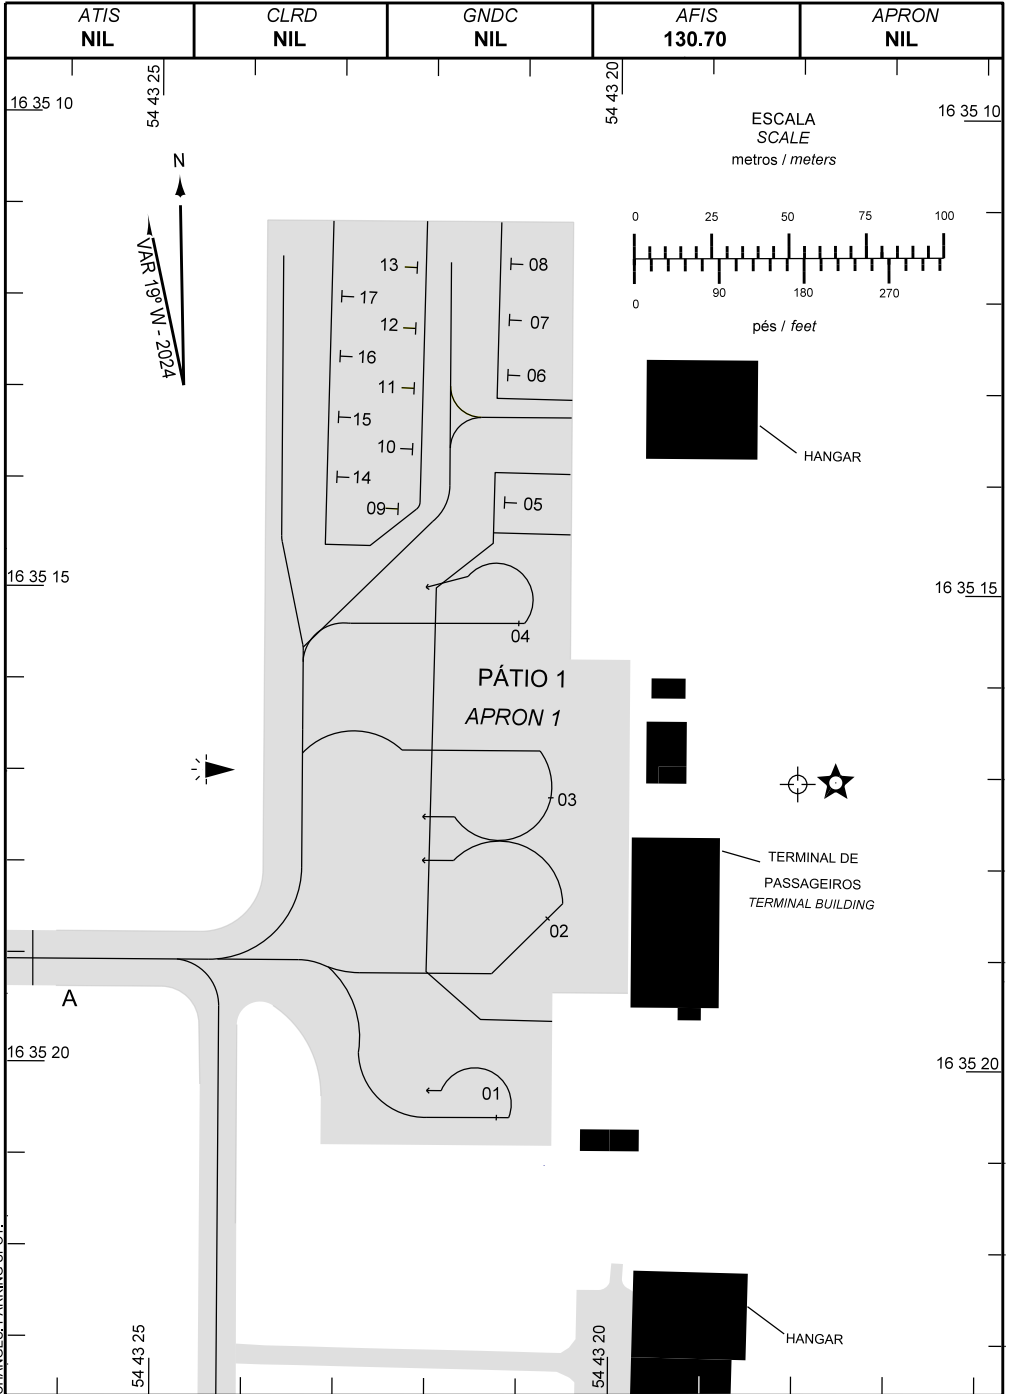 ATIS
NIL
CLRD
NIL
GNDC
NIL
AFIS
130.70
APRON
NIL
54 43 25
54 43 20
16 35 10
16 35 10
ESCALA
SCALE
metros / meters
0 25 50 75 100
0 90 180 270
pés / feet
N
VAR 19º W - 2024
13
08
17
12
07
16
06
11
15
10
14
09
05
HANGAR
16 35 15
16 35 15
04
PÁTIO 1
APRON 1
03
TERMINAL DE
PASSAGEIROS
TERMINAL BUILDING
02
A
16 35 20
16 35 20
01
HANGAR
54 43 25
54 43 20